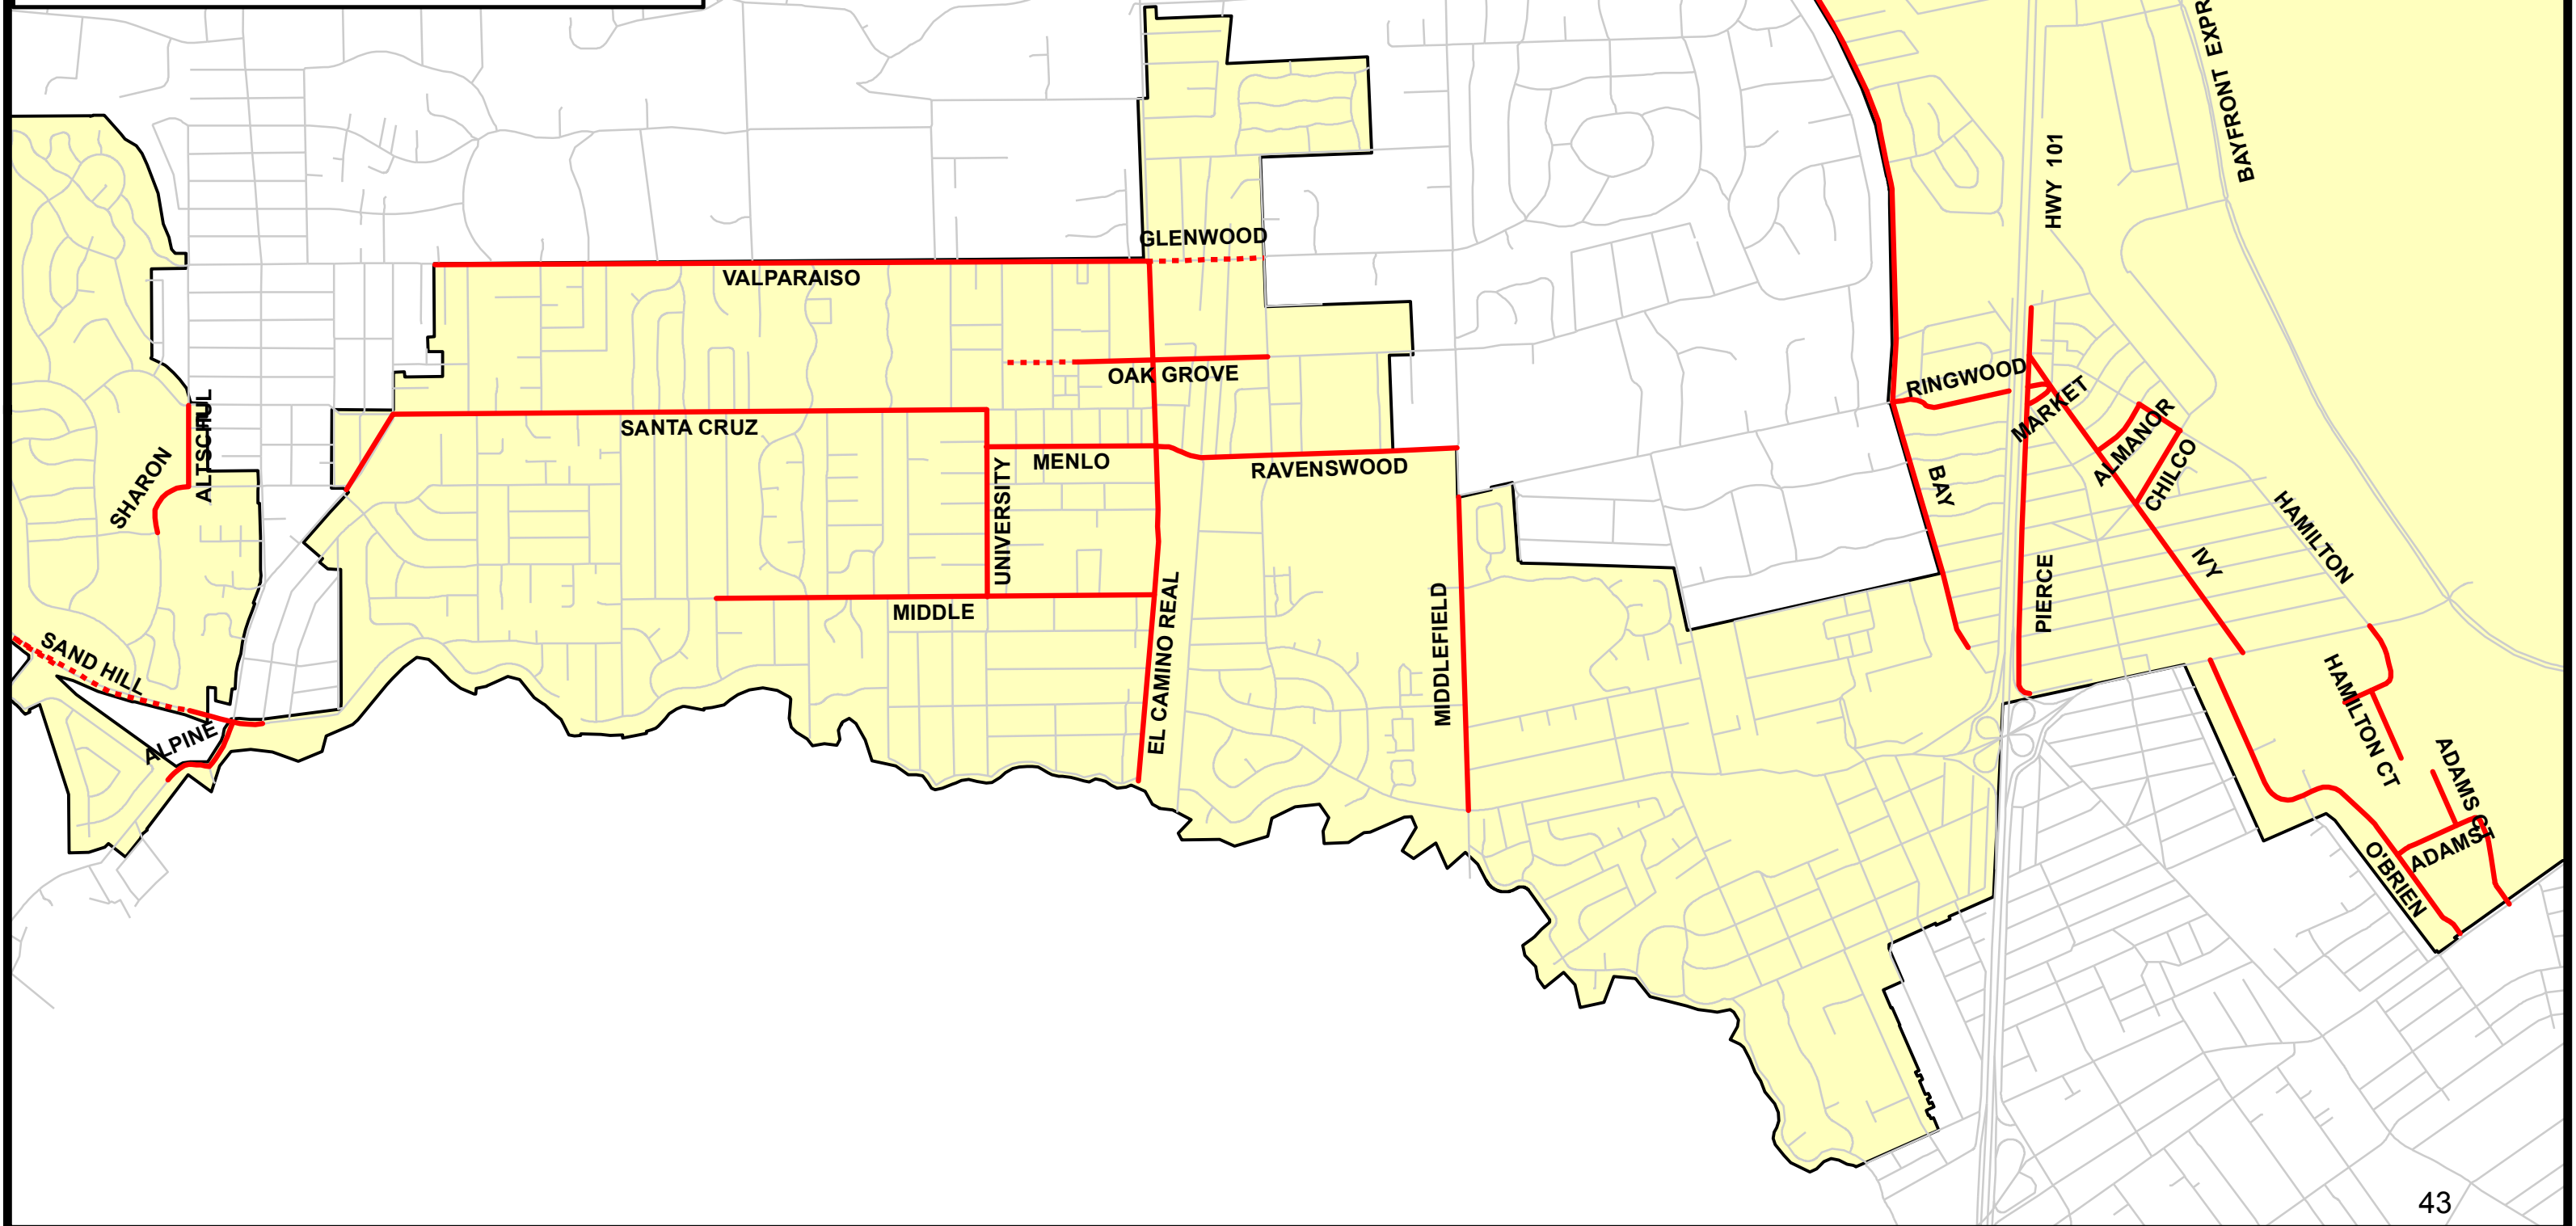 BAYFRONT EXPR
HWY 101
GLENWOOD
VALPARAISO
OAK GROVE
RINGWOOD
MARKET
ALMANOR
CHILCO
SANTA CRUZ
ALTSCHUL
SHARON
MENLO
RAVENSWOOD
UNIVERSITY
BAY
HAMILTON
IVY
PIERCE
MIDDLE
EL CAMINO REAL
MIDDLEFIELD
SAND HILL
ALPINE
HAMILTON CT
ADAMS CT
ADAMS
O'BRIEN
43